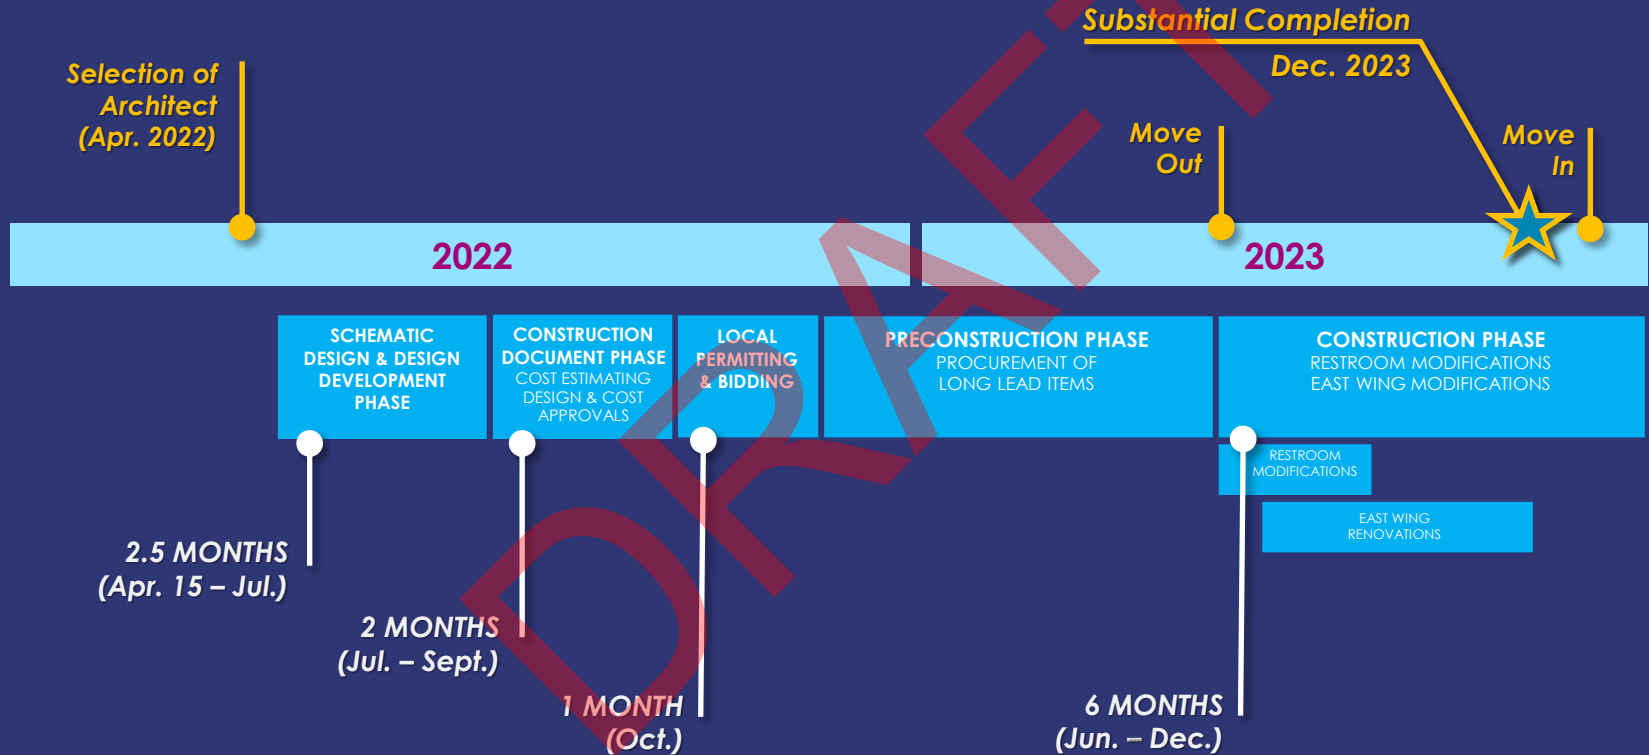 Substantial Completion
Dec. 2023
Selection of
Architect
(Apr. 2022)
Move
Out
Move
In
2022
2023
SCHEMATIC
DESIGN & DESIGN
DEVELOPMENT
PHASE
CONSTRUCTION
DOCUMENT PHASE
COST ESTIMATING
DESIGN & COST
APPROVALS
LOCAL
PERMITTING
& BIDDING
PRECONSTRUCTION PHASE
PROCUREMENT OF
LONG LEAD ITEMS
CONSTRUCTION PHASE
RESTROOM MODIFICATIONS
EAST WING MODIFICATIONS
RESTROOM
MODIFICATIONS
EAST WING
RENOVATIONS
2.5 MONTHS
(Apr. 15 – Jul.)
2 MONTHS
(Jul. – Sept.)
1 MONTH
(Oct.)
6 MONTHS
(Jun. – Dec.)
DRAFT